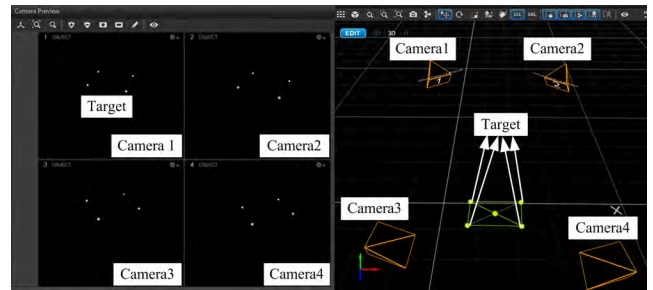 Camera Preview
1 OBJECT
2 OBJECT
Target
Camera 1
Camera2
3 OBJECT
4 OBJECT
Camera3
Camera4
EDIT
3D
Camera1
Camera2
Target
Camera3
Camera4